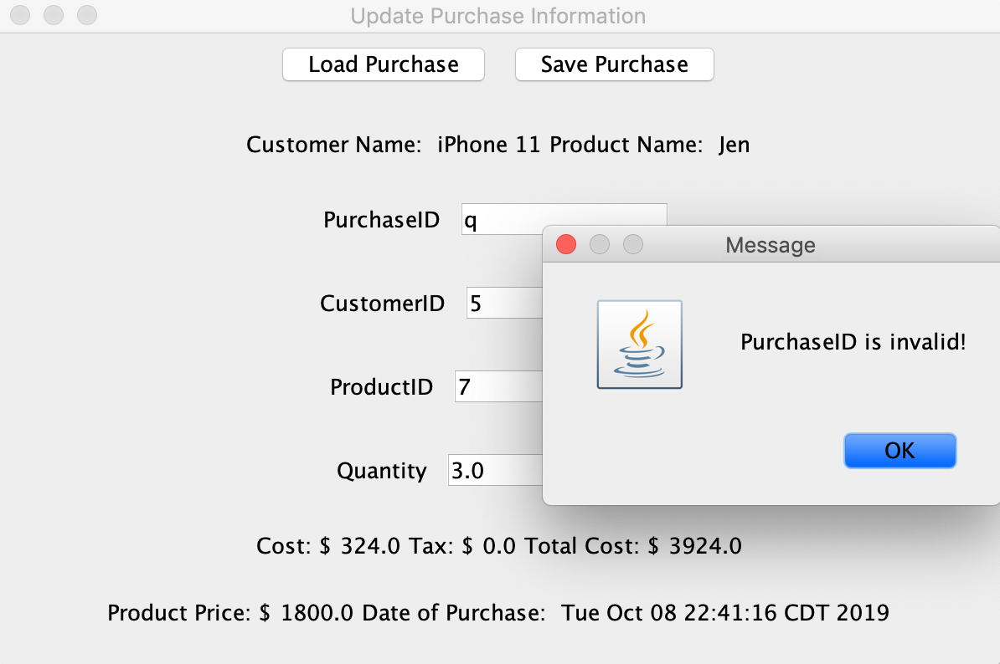 Update Purchase Information
Load Purchase Save Purchase
Customer Name: iPhone 11 Product Name: Jen
PurchaseID q
Message
CustomerID 5
PurchaseID is invalid!
ProductID 7
OK
Quantity 3.0
Cost: $ 324.0 Tax: $ 0.0 Total Cost: $ 3924.0
Product Price: $ 1800.0 Date of Purchase: Tue Oct 08 22:41:16 CDT 2019